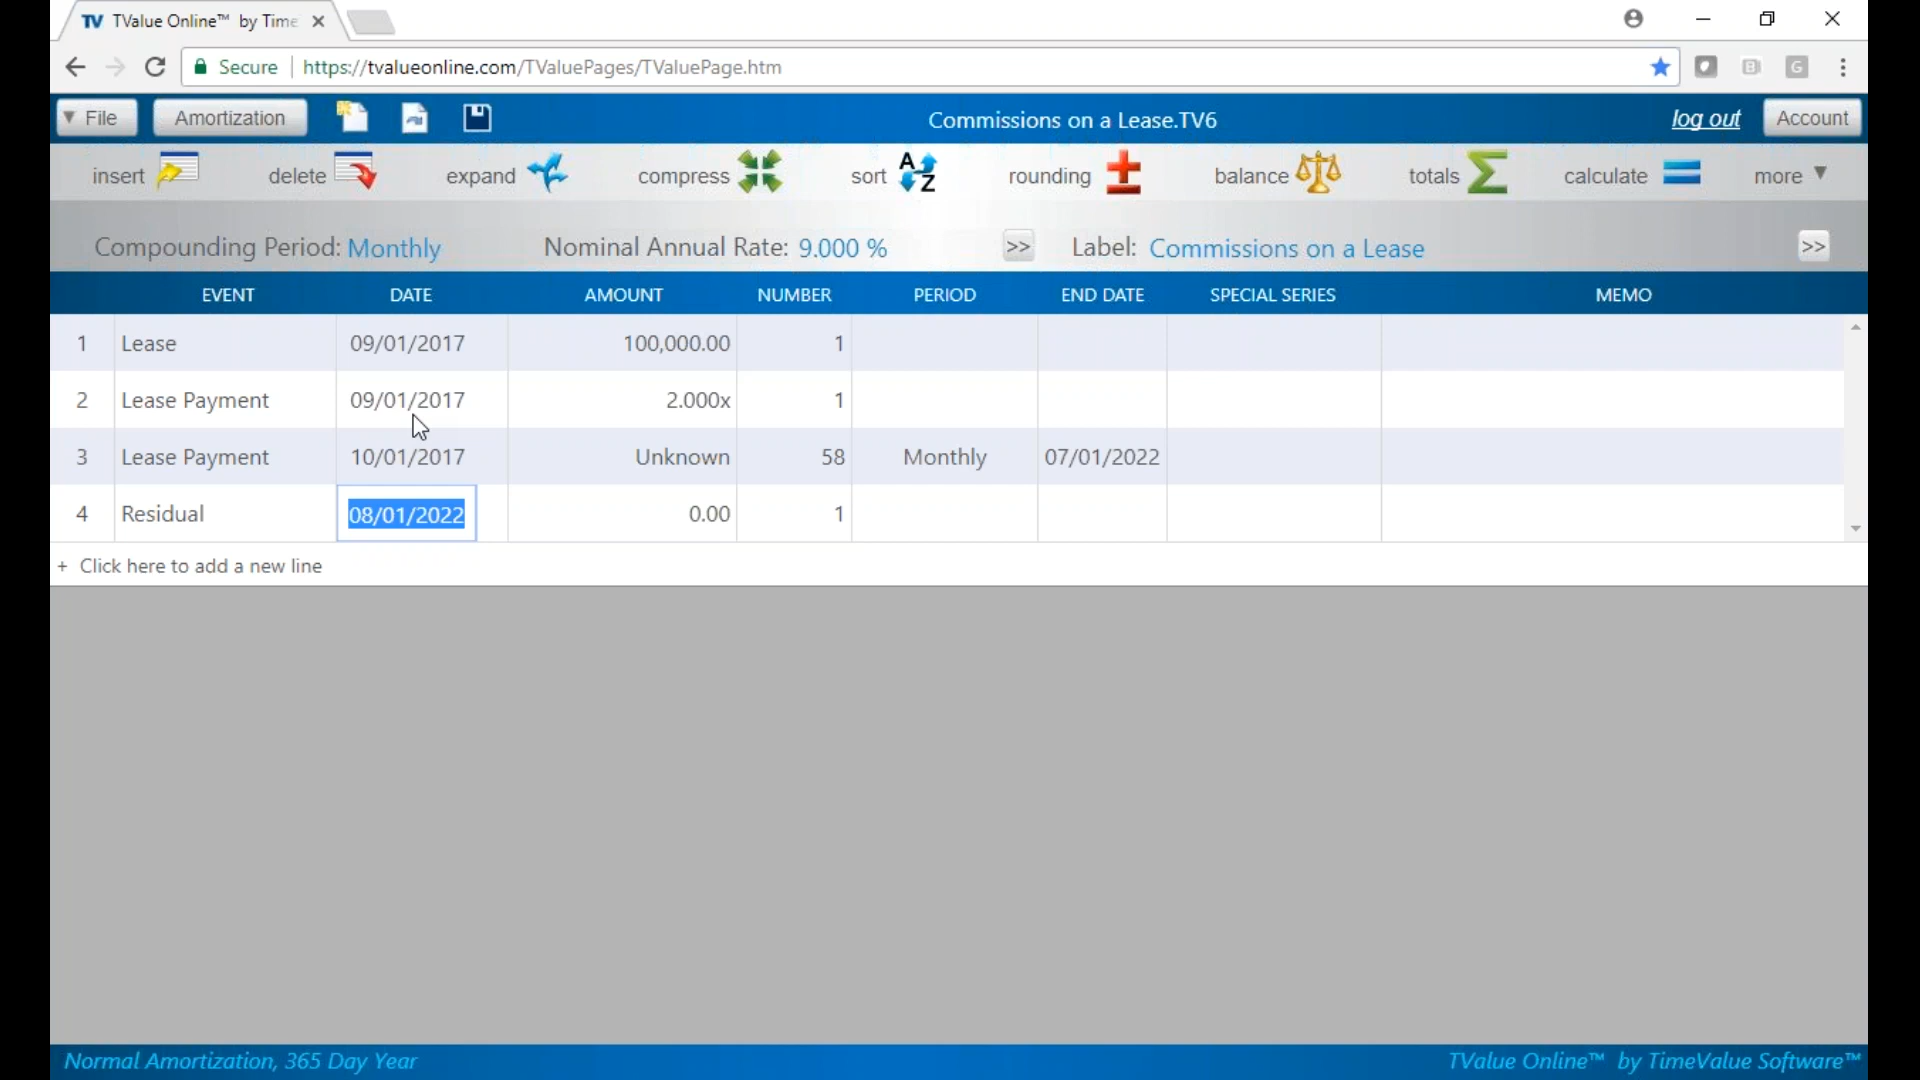 TV TValue Online™ by Time
Secure https://tvalueonline.com/TValuePages/TValuePage.htm
File Amortization Commissions on a Lease.TV6 log out Account
insert delete expand compress sort A Z rounding balance totals calculate more
Compounding Period: Monthly Nominal Annual Rate: 9.000 % >> Label: Commissions on a Lease >>
EVENT DATE AMOUNT NUMBER PERIOD END DATE SPECIAL SERIES MEMO
1 Lease 09/01/2017 100,000.00 1
2 Lease Payment 09/01/2017 2.000x 1
3 Lease Payment 10/01/2017 Unknown 58 Monthly 07/01/2022
4 Residual 08/01/2022 0.00 1
+ Click here to add a new line
Normal Amortization, 365 Day Year TValue Online™ by TimeValue Software™